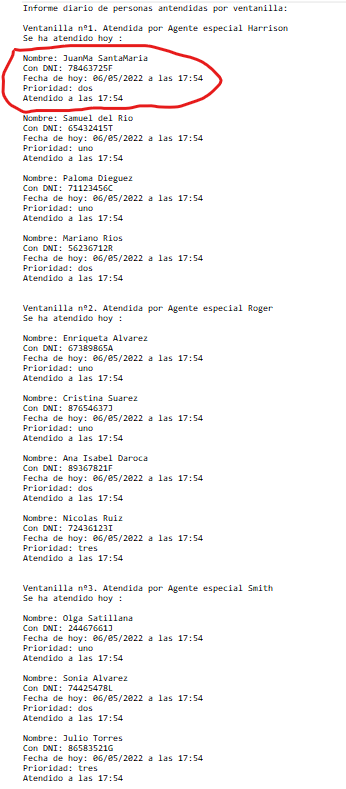 Informe diario de personas antendidas por ventanilla:
Ventanilla nº1. Atendida por Agente especial Harrison
Se ha atendido hoy :
Nombre: JuanMa SantaMaria
Con DNI: 78463725F
Fecha de hoy: 06/05/2022 a las 17:54
Prioridad: dos
Atendido a las 17:54
Nombre: Samuel del Rio
Con DNI: 65432415T
Fecha de hoy: 06/05/2022 a las 17:54
Prioridad: uno
Atendido a las 17:54
Nombre: Paloma Dieguez
Con DNI: 71123456C
Fecha de hoy: 06/05/2022 a las 17:54
Prioridad: uno
Atendido a las 17:54
Nombre: Mariano Rios
Con DNI: 56236712R
Fecha de hoy: 06/05/2022 a las 17:54
Prioridad: dos
Atendido a las 17:54
Ventanilla nº2. Atendida por Agente especial Roger
Se ha atendido hoy :
Nombre: Enriqueta Alvarez
Con DNI: 67389865A
Fecha de hoy: 06/05/2022 a las 17:54
Prioridad: uno
Atendido a las 17:54
Nombre: Cristina Suarez
Con DNI: 87654637J
Fecha de hoy: 06/05/2022 a las 17:54
Prioridad: uno
Atendido a las 17:54
Nombre: Ana Isabel Daroca
Con DNI: 89367821F
Fecha de hoy: 06/05/2022 a las 17:54
Prioridad: dos
Atendido a las 17:54
Nombre: Nicolas Ruiz
Con DNI: 72436123I
Fecha de hoy: 06/05/2022 a las 17:54
Prioridad: tres
Atendido a las 17:54
Ventanilla nº3. Atendida por Agente especial Smith
Se ha atendido hoy :
Nombre: Olga Satillana
Con DNI: 24467661J
Fecha de hoy: 06/05/2022 a las 17:54
Prioridad: uno
Atendido a las 17:54
Nombre: Sonia Alvarez
Con DNI: 74425478L
Fecha de hoy: 06/05/2022 a las 17:54
Prioridad: dos
Atendido a las 17:54
Nombre: Julio Torres
Con DNI: 86583521G
Fecha de hoy: 06/05/2022 a las 17:54
Prioridad: tres
Atendido a las 17:54